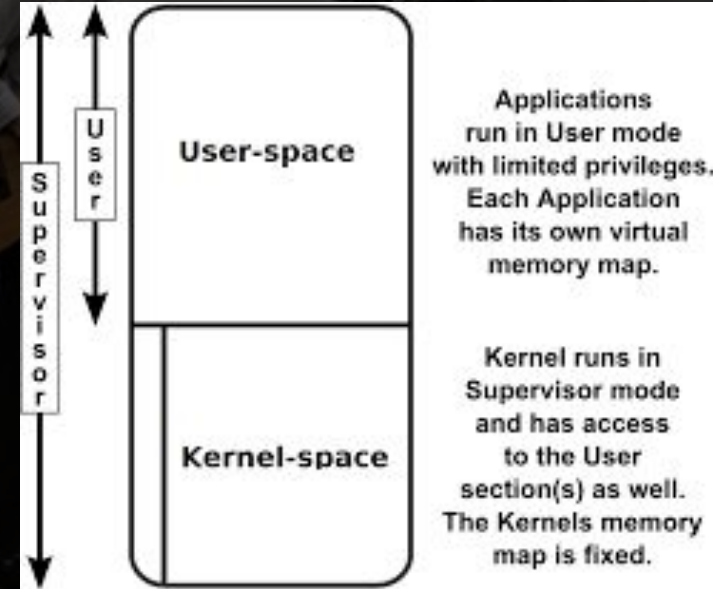 Supervisor
User
User-space
Applications
run in User mode
with limited privileges.
Each Application
has its own virtual
memory map.
Kernel-space
Kernel runs in
Supervisor mode
and has access
to the User
section(s) as well.
The Kernels memory
map is fixed.